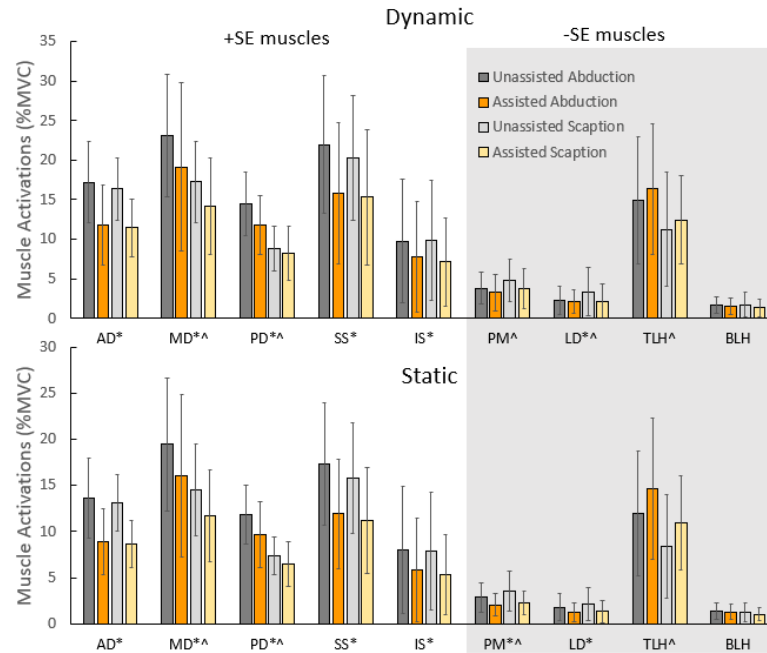 Dynamic
+SE muscles
-SE muscles
Muscle Activations (%MVC)
35
30
25
20
15
10
5
0
Unassisted Abduction
Assisted Abduction
Unassisted Scaption
Assisted Scaption
AD* MD*^ PD*^ SS* IS* PM^ LD*^ TLH^ BLH
Static
Muscle Activations (%MVC)
30
25
20
15
10
5
0
AD* MD*^ PD*^ SS* IS* PM*^ LD* TLH^ BLH